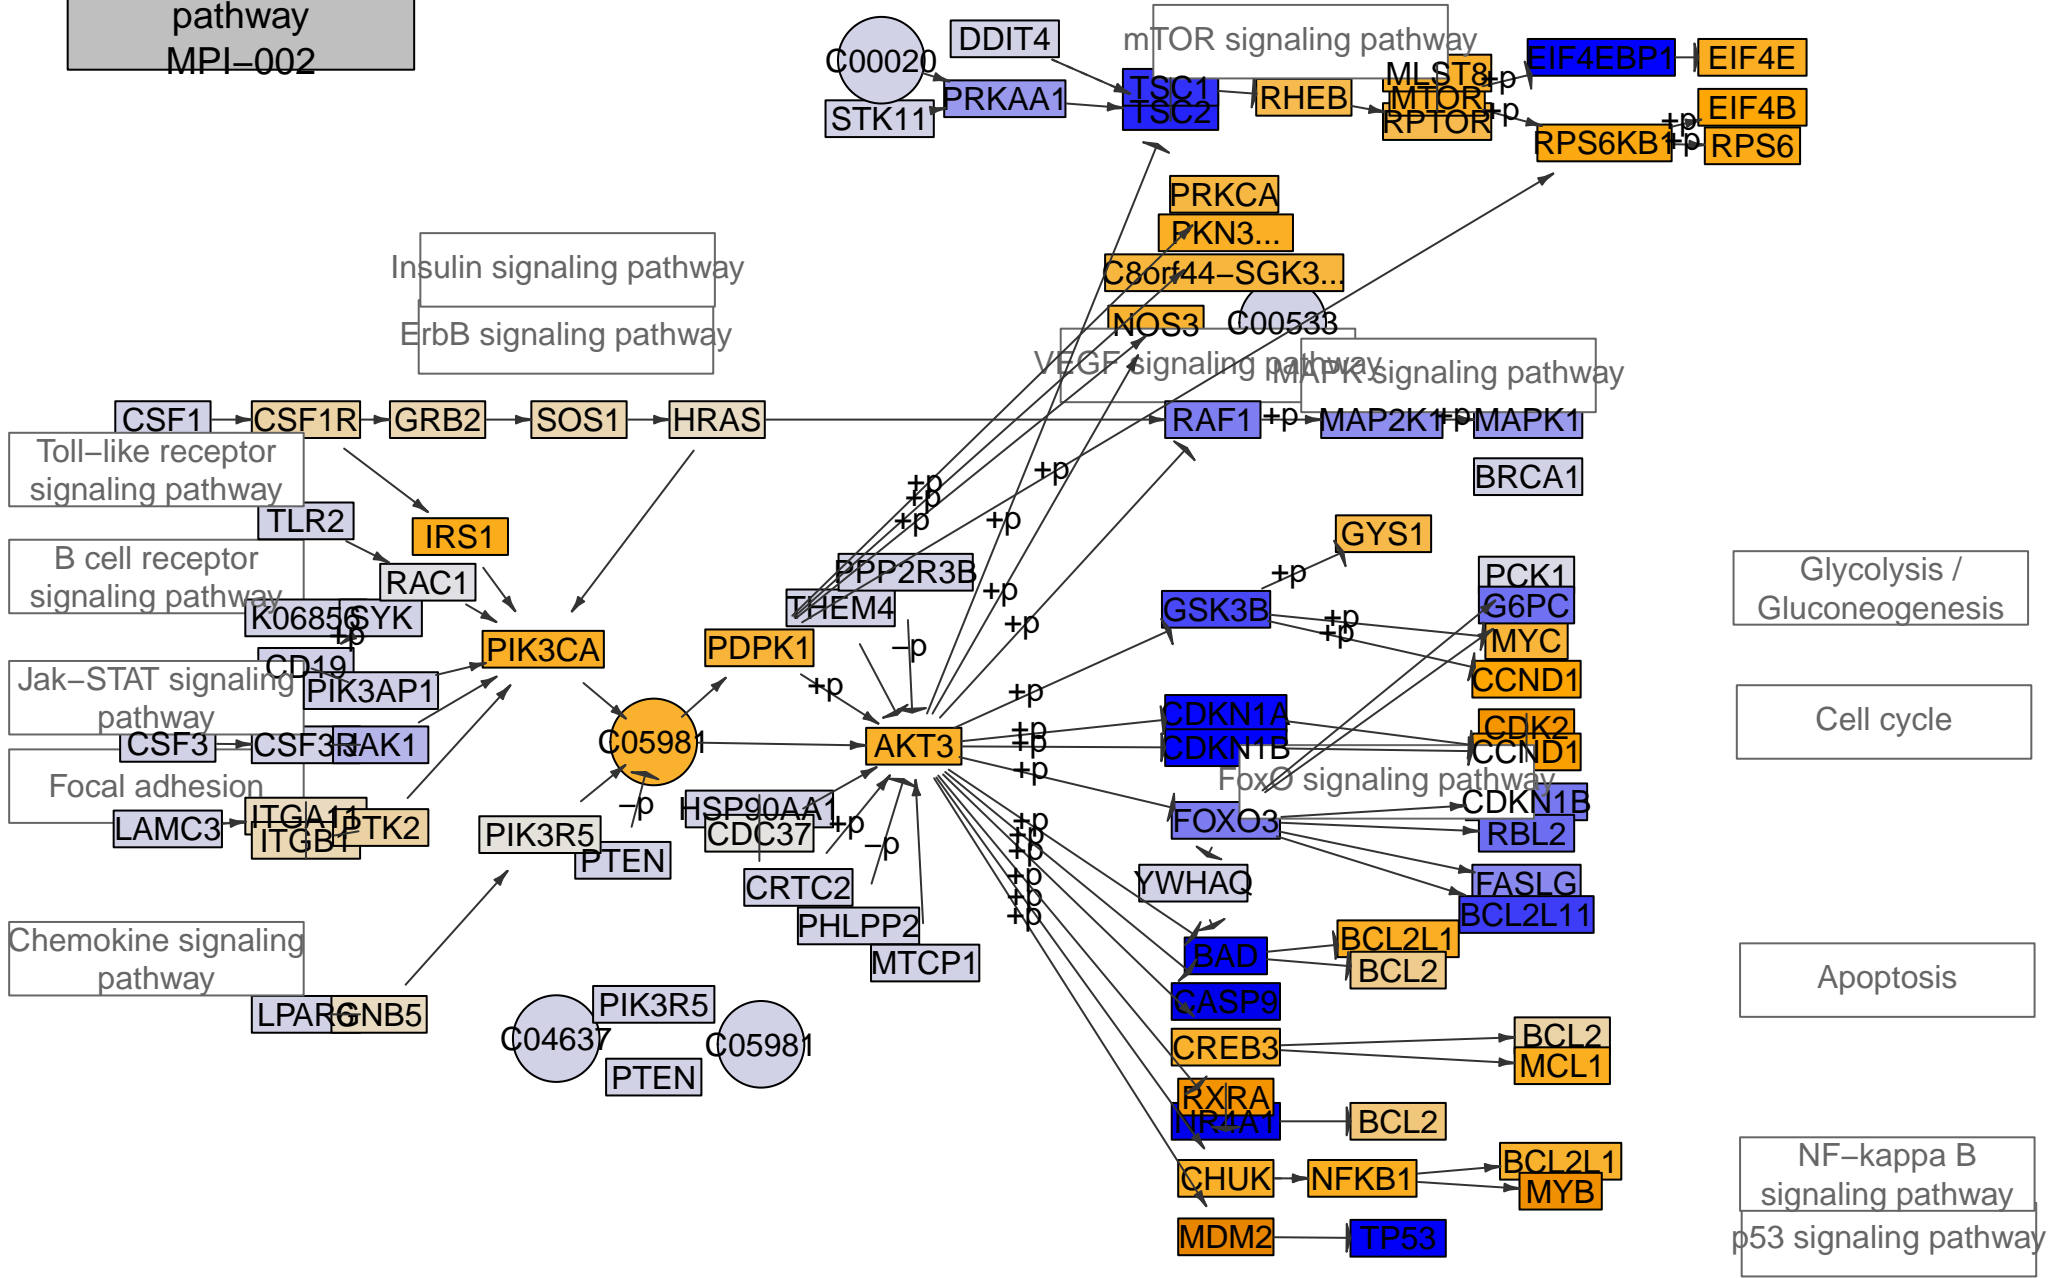 pathway
MPI−002
C00020
DDIT4
mTOR signaling pathway
PRKAA1
STK11
TSC1
TSC2
RHEB
MLST8
MTOR
RPTOR
+p
+p
EIF4EBP1
EIF4E
RPS6KB1
+p
+p
EIF4B
RPS6
PRKCA
PKN3...
C8orf44−SGK3...
NOS3
C00533
VEGF signaling pathway
MAPK signaling pathway
Insulin signaling pathway
ErbB signaling pathway
CSF1
CSF1R
GRB2
SOS1
HRAS
RAF1
+p
MAP2K1
+p
MAPK1
BRCA1
Toll−like receptor
signaling pathway
TLR2
IRS1
B cell receptor
signaling pathway
RAC1
K06856
SYK
+p
CD19
PIK3AP1
PIK3CA
Jak−STAT signaling
pathway
CSF3
CSF3R
JAK1
Focal adhesion
LAMC3
ITGA11
ITGB1
PTK2
Chemokine signaling
pathway
LPAR6
GNB5
+p
+p
+p
+p
+p
+p
+p
PPP2R3B
THEM4
−p
PDPK1
+p
C05981
AKT3
−p
PIK3R5
PTEN
HSP90AA1
CDC37
+p
−p
CRTC2
PHLPP2
MTCP1
C04637
PIK3R5
PTEN
C05981
+p
+p
+p
+p
+p
+p
+p
+p
+p
+p
GSK3B
+p
GYS1
+p
+p
PCK1
G6PC
MYC
CCND1
CDKN1A
CDKN1B
CDK2
CCND1
FoxO signaling pathway
FOXO3
CDKN1B
RBL2
FASLG
BCL2L11
YWHAQ
BAD
BCL2L1
BCL2
CASP9
CREB3
BCL2
MCL1
RXRA
NR4A1
BCL2
CHUK
NFKB1
BCL2L1
MYB
MDM2
TP53
Glycolysis /
Gluconeogenesis
Cell cycle
Apoptosis
NF−kappa B
signaling pathway
p53 signaling pathway